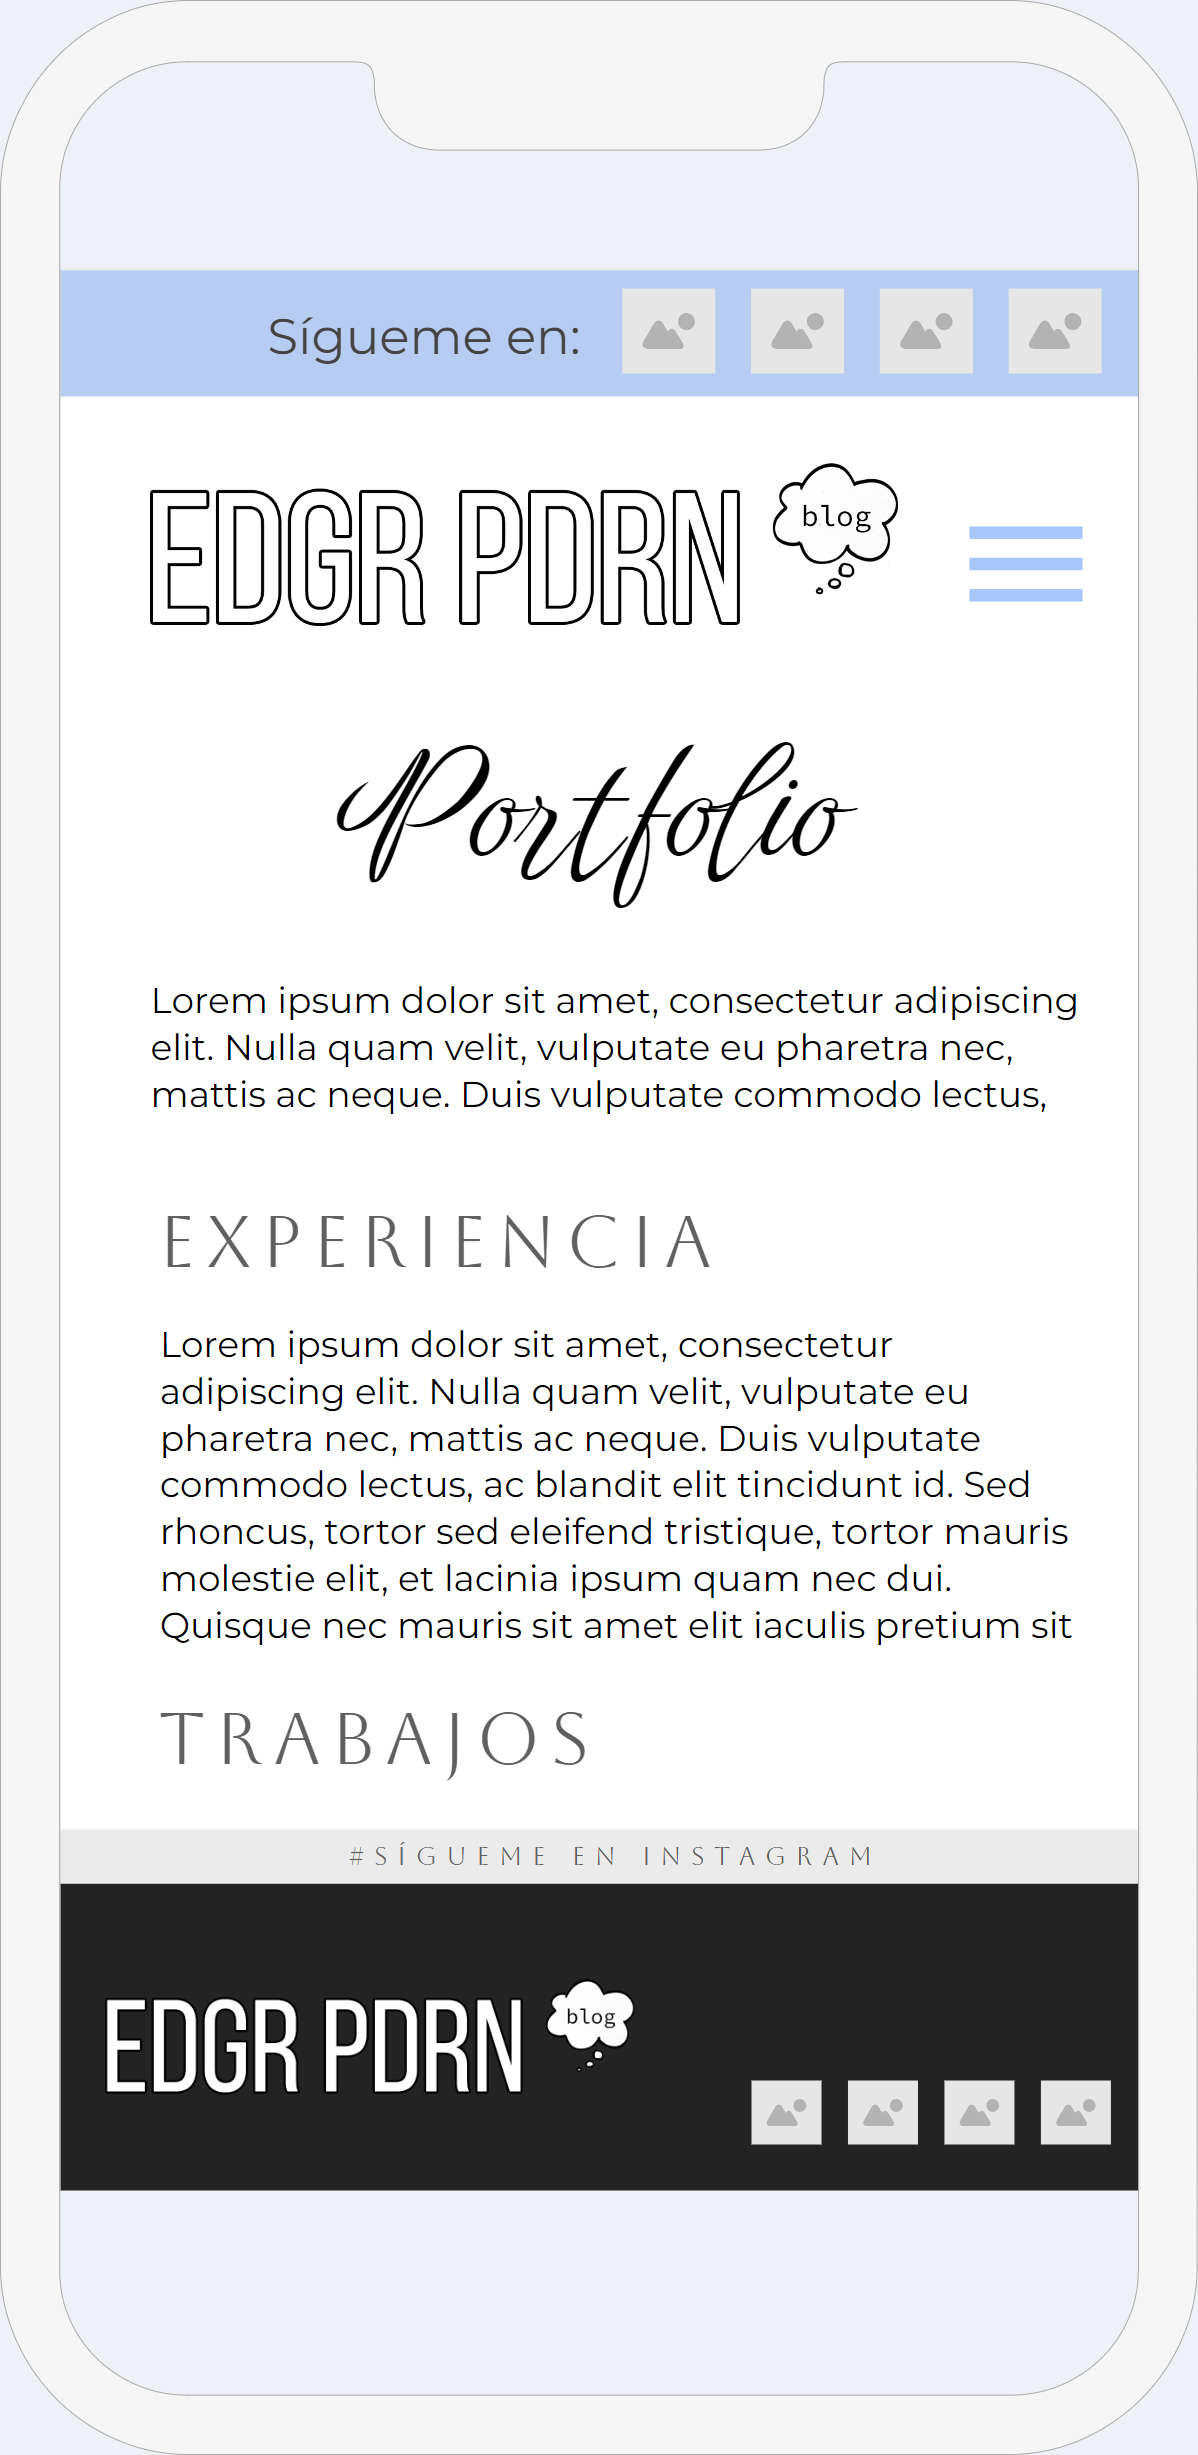 Sígueme en:
EDGR PDRN blog
Portfolio
Lorem ipsum dolor sit amet, consectetur adipiscing
elit. Nulla quam velit, vulputate eu pharetra nec,
mattis ac neque. Duis vulputate commodo lectus,
EXPERIENCIA
Lorem ipsum dolor sit amet, consectetur
adipiscing elit. Nulla quam velit, vulputate eu
pharetra nec, mattis ac neque. Duis vulputate
commodo lectus, ac blandit elit tincidunt id. Sed
rhoncus, tortor sed eleifend tristique, tortor mauris
molestie elit, et lacinia ipsum quam nec dui.
Quisque nec mauris sit amet elit iaculis pretium sit
TRABAJOS
#SÍGUEME EN INSTAGRAM
EDGR PDRN blog